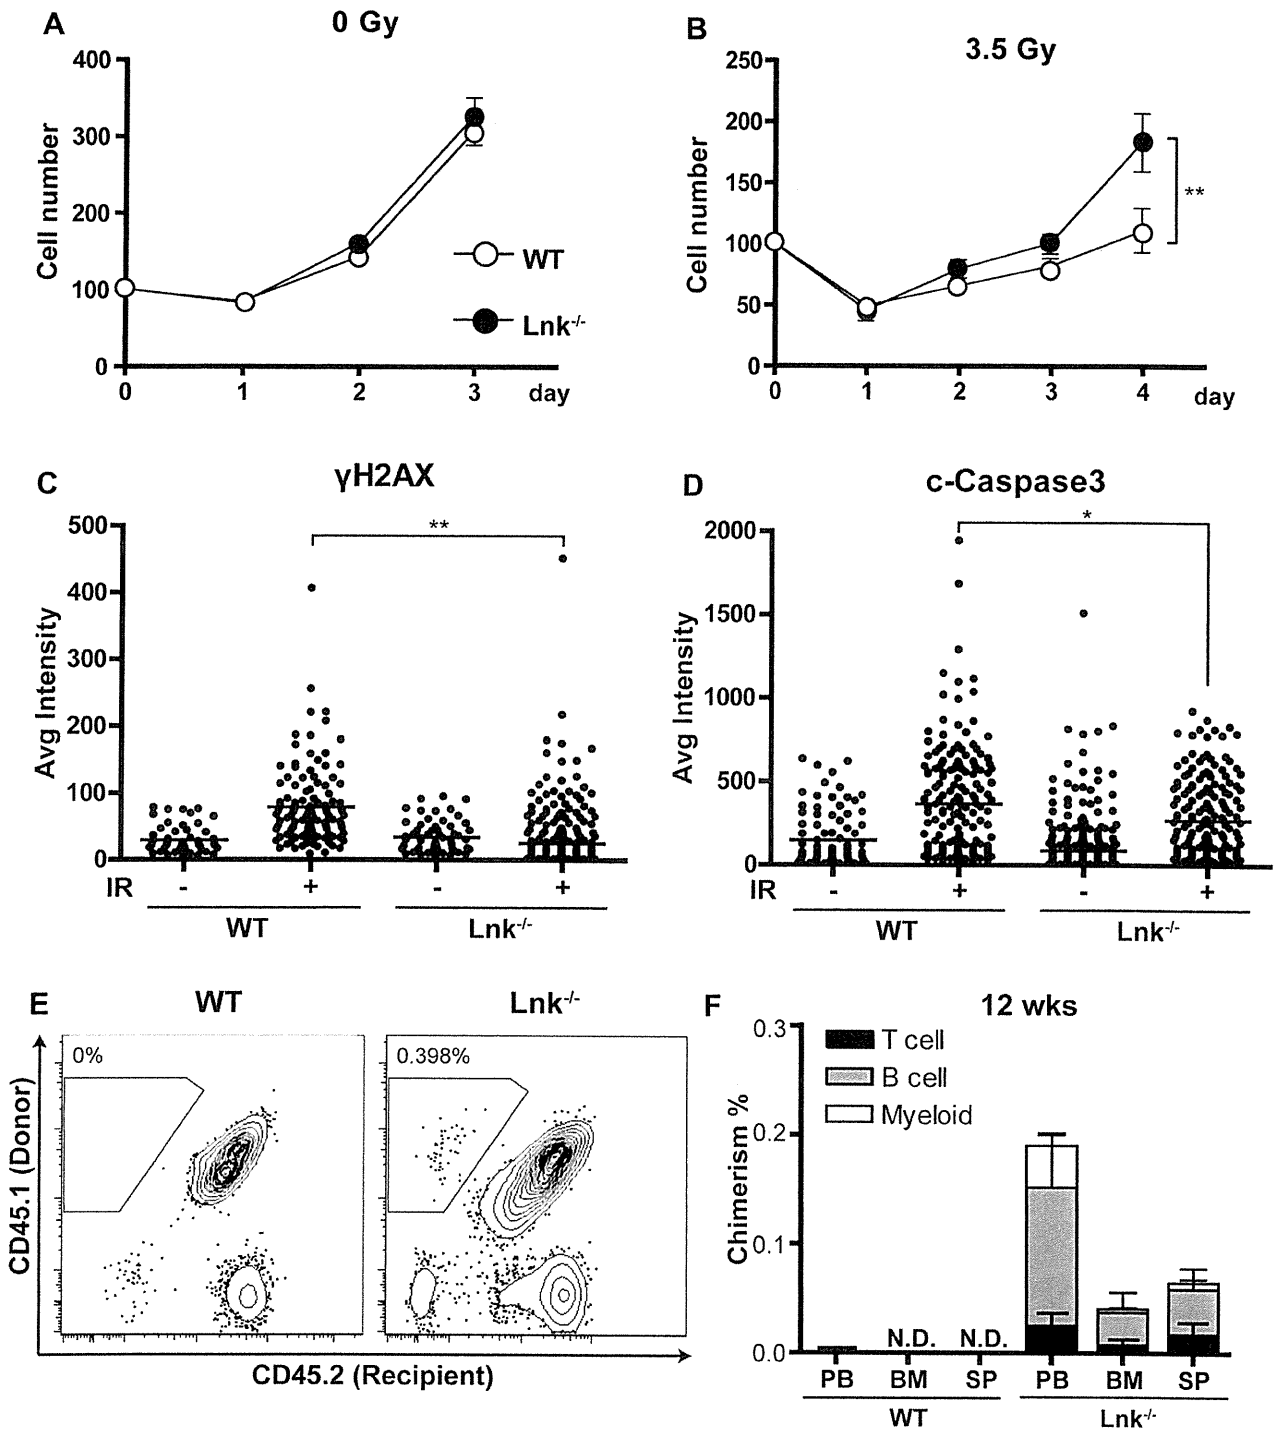 A
0 Gy
400
300
200
100
0
Cell number
0 1 2 3 day
WT
Lnk-/-
B
3.5 Gy
250
200
150
100
50
0
Cell number
**
0 1 2 3 4 day
C
γH2AX
500
400
300
200
100
0
Avg Intensity
**
IR - + - +
WT Lnk-/-
D
c-Caspase3
2000
1500
1000
500
0
Avg Intensity
*
IR - + - +
WT Lnk-/-
E
WT Lnk-/-
0% 0.398%
CD45.1 (Donor)
CD45.2 (Recipient)
F
12 wks
0.3
0.2
0.1
0.0
Chimerism %
T cell
B cell
Myeloid
N.D. N.D.
PB BM SP PB BM SP
WT Lnk-/-